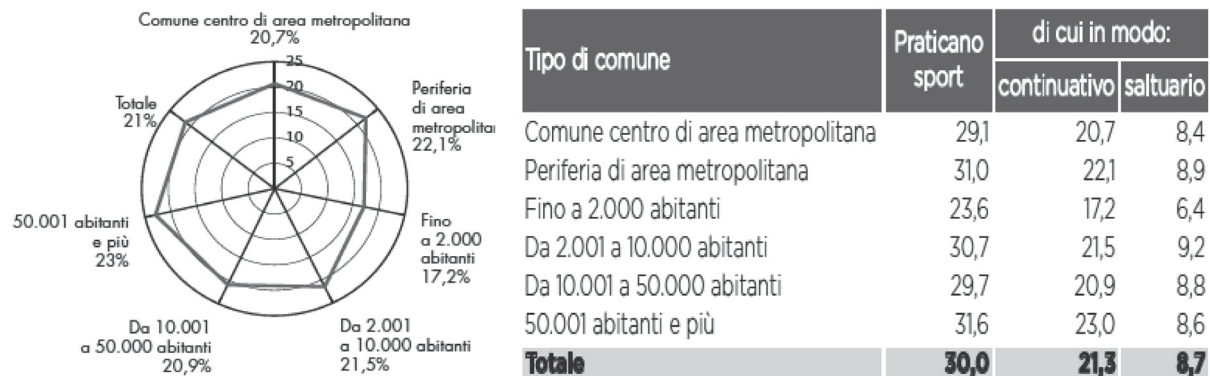 Comune centro di area metropolitana
20,7%
25
20
15
10
5
Periferia
di area
metropolitai
22,1%
Fino
a 2.000
abitanti
17,2%
Da 2.001
a 10.000 abitanti
21,5%
Da 10.001
a 50.000 abitanti
20,9%
50.001 abitanti
e più
23%
Totale
21%
Tipo di comune Praticano sport di cui in modo:
continuativo saltuario
Comune centro di area metropolitana 29,1 20,7 8,4
Periferia di area metropolitana 31,0 22,1 8,9
Fino a 2.000 abitanti 23,6 17,2 6,4
Da 2.001 a 10.000 abitanti 30,7 21,5 9,2
Da 10.001 a 50.000 abitanti 29,7 20,9 8,8
50.001 abitanti e più 31,6 23,0 8,6
Totale 30,0 21,3 8,7